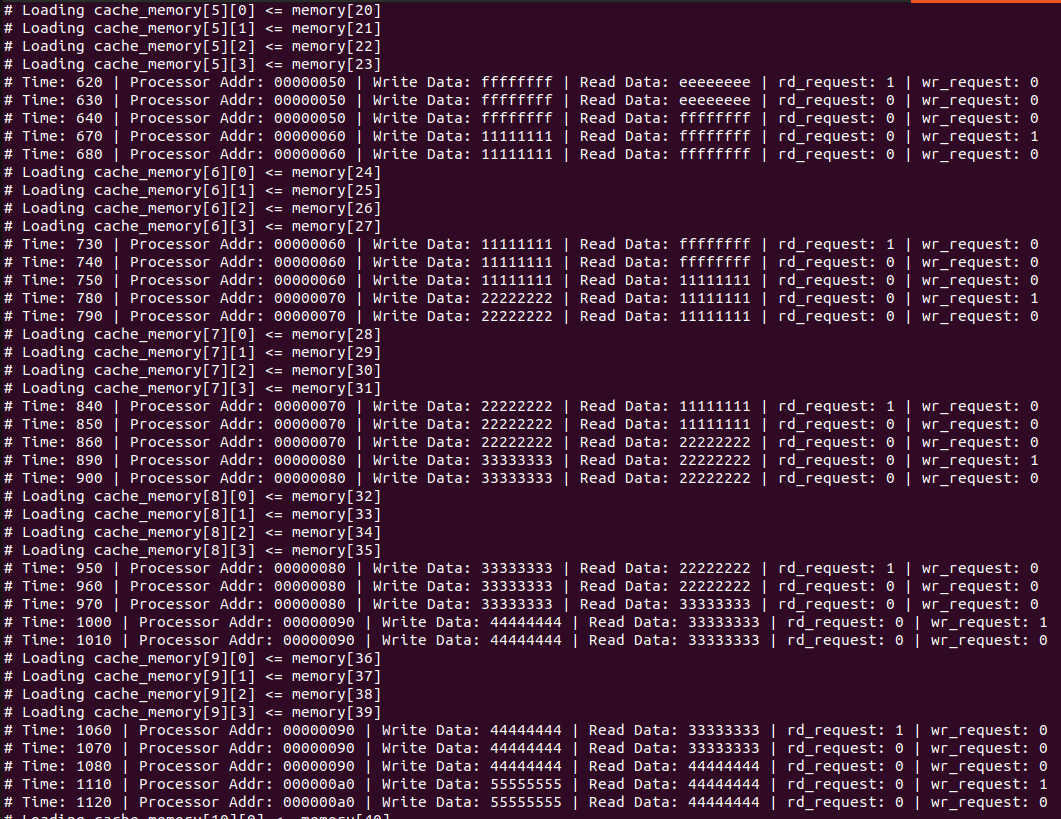 # Loading cache_memory[5][0] <= memory[20]
# Loading cache_memory[5][1] <= memory[21]
# Loading cache_memory[5][2] <= memory[22]
# Loading cache_memory[5][3] <= memory[23]
# Time: 620 | Processor Addr: 00000050 | Write Data: ffffffff | Read Data: eeeeeeee | rd_request: 1 | wr_request: 0
# Time: 630 | Processor Addr: 00000050 | Write Data: ffffffff | Read Data: eeeeeeee | rd_request: 0 | wr_request: 0
# Time: 640 | Processor Addr: 00000050 | Write Data: ffffffff | Read Data: ffffffff | rd_request: 0 | wr_request: 0
# Time: 670 | Processor Addr: 00000060 | Write Data: 11111111 | Read Data: ffffffff | rd_request: 0 | wr_request: 1
# Time: 680 | Processor Addr: 00000060 | Write Data: 11111111 | Read Data: ffffffff | rd_request: 0 | wr_request: 0
# Loading cache_memory[6][0] <= memory[24]
# Loading cache_memory[6][1] <= memory[25]
# Loading cache_memory[6][2] <= memory[26]
# Loading cache_memory[6][3] <= memory[27]
# Time: 730 | Processor Addr: 00000060 | Write Data: 11111111 | Read Data: ffffffff | rd_request: 1 | wr_request: 0
# Time: 740 | Processor Addr: 00000060 | Write Data: 11111111 | Read Data: ffffffff | rd_request: 0 | wr_request: 0
# Time: 750 | Processor Addr: 00000060 | Write Data: 11111111 | Read Data: 11111111 | rd_request: 0 | wr_request: 0
# Time: 780 | Processor Addr: 00000070 | Write Data: 22222222 | Read Data: 11111111 | rd_request: 0 | wr_request: 1
# Time: 790 | Processor Addr: 00000070 | Write Data: 22222222 | Read Data: 11111111 | rd_request: 0 | wr_request: 0
# Loading cache_memory[7][0] <= memory[28]
# Loading cache_memory[7][1] <= memory[29]
# Loading cache_memory[7][2] <= memory[30]
# Loading cache_memory[7][3] <= memory[31]
# Time: 840 | Processor Addr: 00000070 | Write Data: 22222222 | Read Data: 11111111 | rd_request: 1 | wr_request: 0
# Time: 850 | Processor Addr: 00000070 | Write Data: 22222222 | Read Data: 11111111 | rd_request: 0 | wr_request: 0
# Time: 860 | Processor Addr: 00000070 | Write Data: 22222222 | Read Data: 22222222 | rd_request: 0 | wr_request: 0
# Time: 890 | Processor Addr: 00000080 | Write Data: 33333333 | Read Data: 22222222 | rd_request: 0 | wr_request: 1
# Time: 900 | Processor Addr: 00000080 | Write Data: 33333333 | Read Data: 22222222 | rd_request: 0 | wr_request: 0
# Loading cache_memory[8][0] <= memory[32]
# Loading cache_memory[8][1] <= memory[33]
# Loading cache_memory[8][2] <= memory[34]
# Loading cache_memory[8][3] <= memory[35]
# Time: 950 | Processor Addr: 00000080 | Write Data: 33333333 | Read Data: 22222222 | rd_request: 1 | wr_request: 0
# Time: 960 | Processor Addr: 00000080 | Write Data: 33333333 | Read Data: 22222222 | rd_request: 0 | wr_request: 0
# Time: 970 | Processor Addr: 00000080 | Write Data: 33333333 | Read Data: 33333333 | rd_request: 0 | wr_request: 0
# Time: 1000 | Processor Addr: 00000090 | Write Data: 44444444 | Read Data: 33333333 | rd_request: 0 | wr_request: 1
# Time: 1010 | Processor Addr: 00000090 | Write Data: 44444444 | Read Data: 33333333 | rd_request: 0 | wr_request: 0
# Loading cache_memory[9][0] <= memory[36]
# Loading cache_memory[9][1] <= memory[37]
# Loading cache_memory[9][2] <= memory[38]
# Loading cache_memory[9][3] <= memory[39]
# Time: 1060 | Processor Addr: 00000090 | Write Data: 44444444 | Read Data: 33333333 | rd_request: 1 | wr_request: 0
# Time: 1070 | Processor Addr: 00000090 | Write Data: 44444444 | Read Data: 33333333 | rd_request: 0 | wr_request: 0
# Time: 1080 | Processor Addr: 00000090 | Write Data: 44444444 | Read Data: 44444444 | rd_request: 0 | wr_request: 0
# Time: 1110 | Processor Addr: 000000a0 | Write Data: 55555555 | Read Data: 44444444 | rd_request: 0 | wr_request: 1
# Time: 1120 | Processor Addr: 000000a0 | Write Data: 55555555 | Read Data: 44444444 | rd_request: 0 | wr_request: 0
# Loading cache_memory[10][0] <= memory[40]